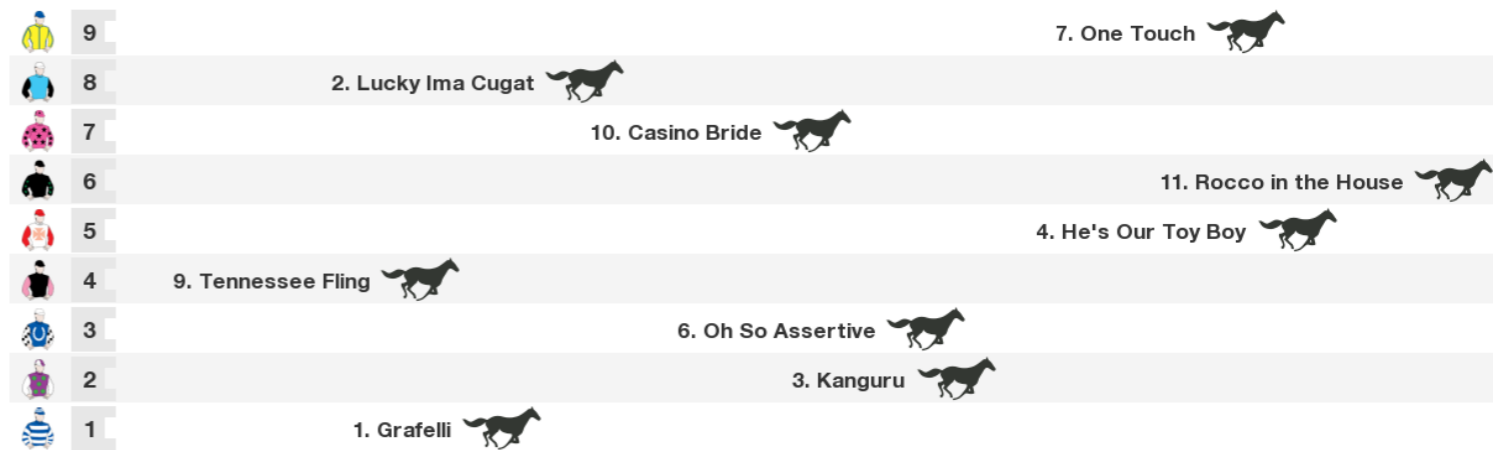 9 7. One Touch
8 2. Lucky Ima Cugat
7 10. Casino Bride
6 11. Rocco in the House
5 4. He's Our Toy Boy
4 9. Tennessee Fling
3 6. Oh So Assertive
2 3. Kanguru
1 1. Grafelli